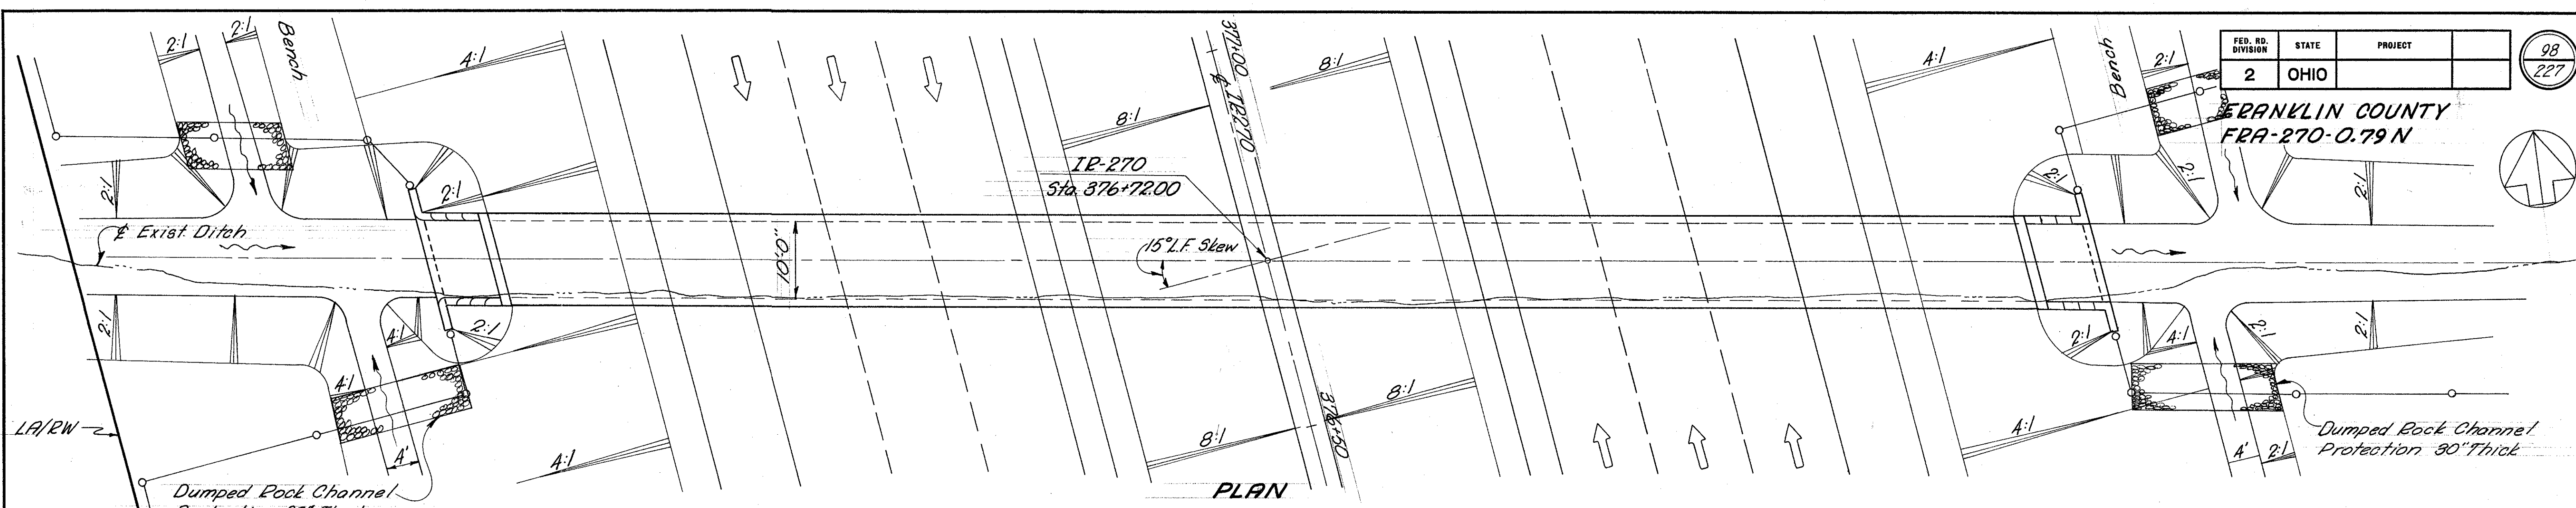 FED. RD. DIVISION STATE PROJECT
2 OHIO
98
227
FRANKLIN COUNTY
FRA-270-0.79 N
2:1
2:1
Bench
4:1
377+00
℄ IR270
8:1
8:1
4:1
Bench
2:1
2:1
2:1
IR-270
Sta. 376+72.00
2:1
2:1
2:1
℄ Exist. Ditch
10'-0"
15° L.F. Skew
2:1
4:1
2:1
2:1
4:1
2:1
2:1
4:1
8:1
8:1
376+50
LA/RW
4'
4:1
4:1
4'
2:1
Dumped Rock Channel
Protection 30" Thick
Dumped Rock Channel
PLAN